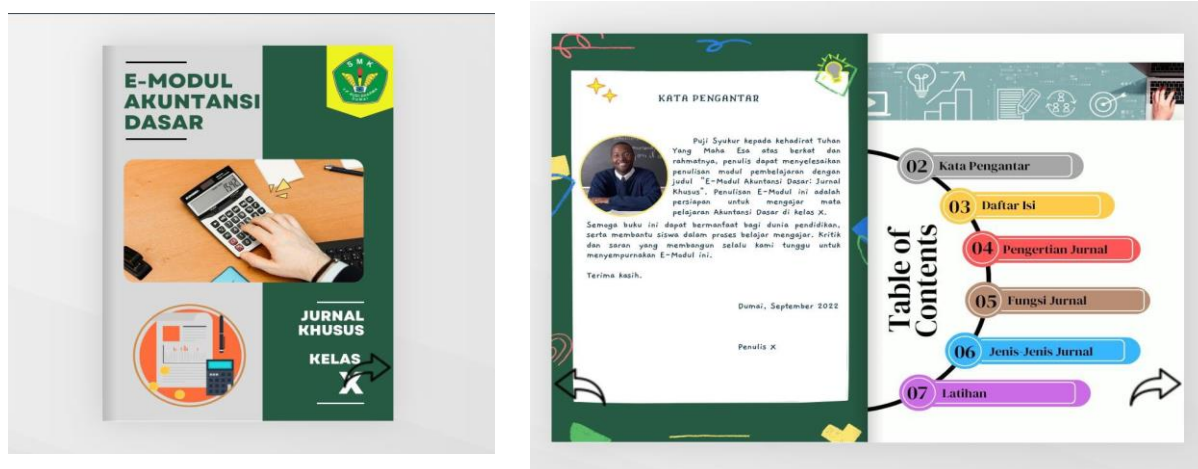 E-MODUL
AKUNTANSI
DASAR
SMK
JURNAL
KHUSUS
KELAS
X
KATA PENGANTAR
Puji Syukur kepada kehadirat Tuhan
Yang Maha Esa atas berkat dan
rahmatnya, penulis dapat menyelesaikan
penulisan modul pembelajaran dengan
judul "E-Modul Akuntansi Dasar: Jurnal
Khusus". Penulisan E-Modul ini adalah
persiapan untuk mengajar mata
pelajaran Akuntansi Dasar di kelas X.
Semoga buku ini dapat bermanfaat bagi dunia pendidikan,
serta membantu siswa dalam proses belajar mengajar. Kritik
dan saran yang membangun selalu kami tunggu untuk
menyempurnakan E-Modul ini.
Terima kasih.
Dumai, September 2022
Penulis X
Table of
Contents
02 Kata Pengantar
03 Daftar Isi
04 Pengertian Jurnal
05 Fungsi Jurnal
06 Jenis-Jenis Jurnal
07 Latihan